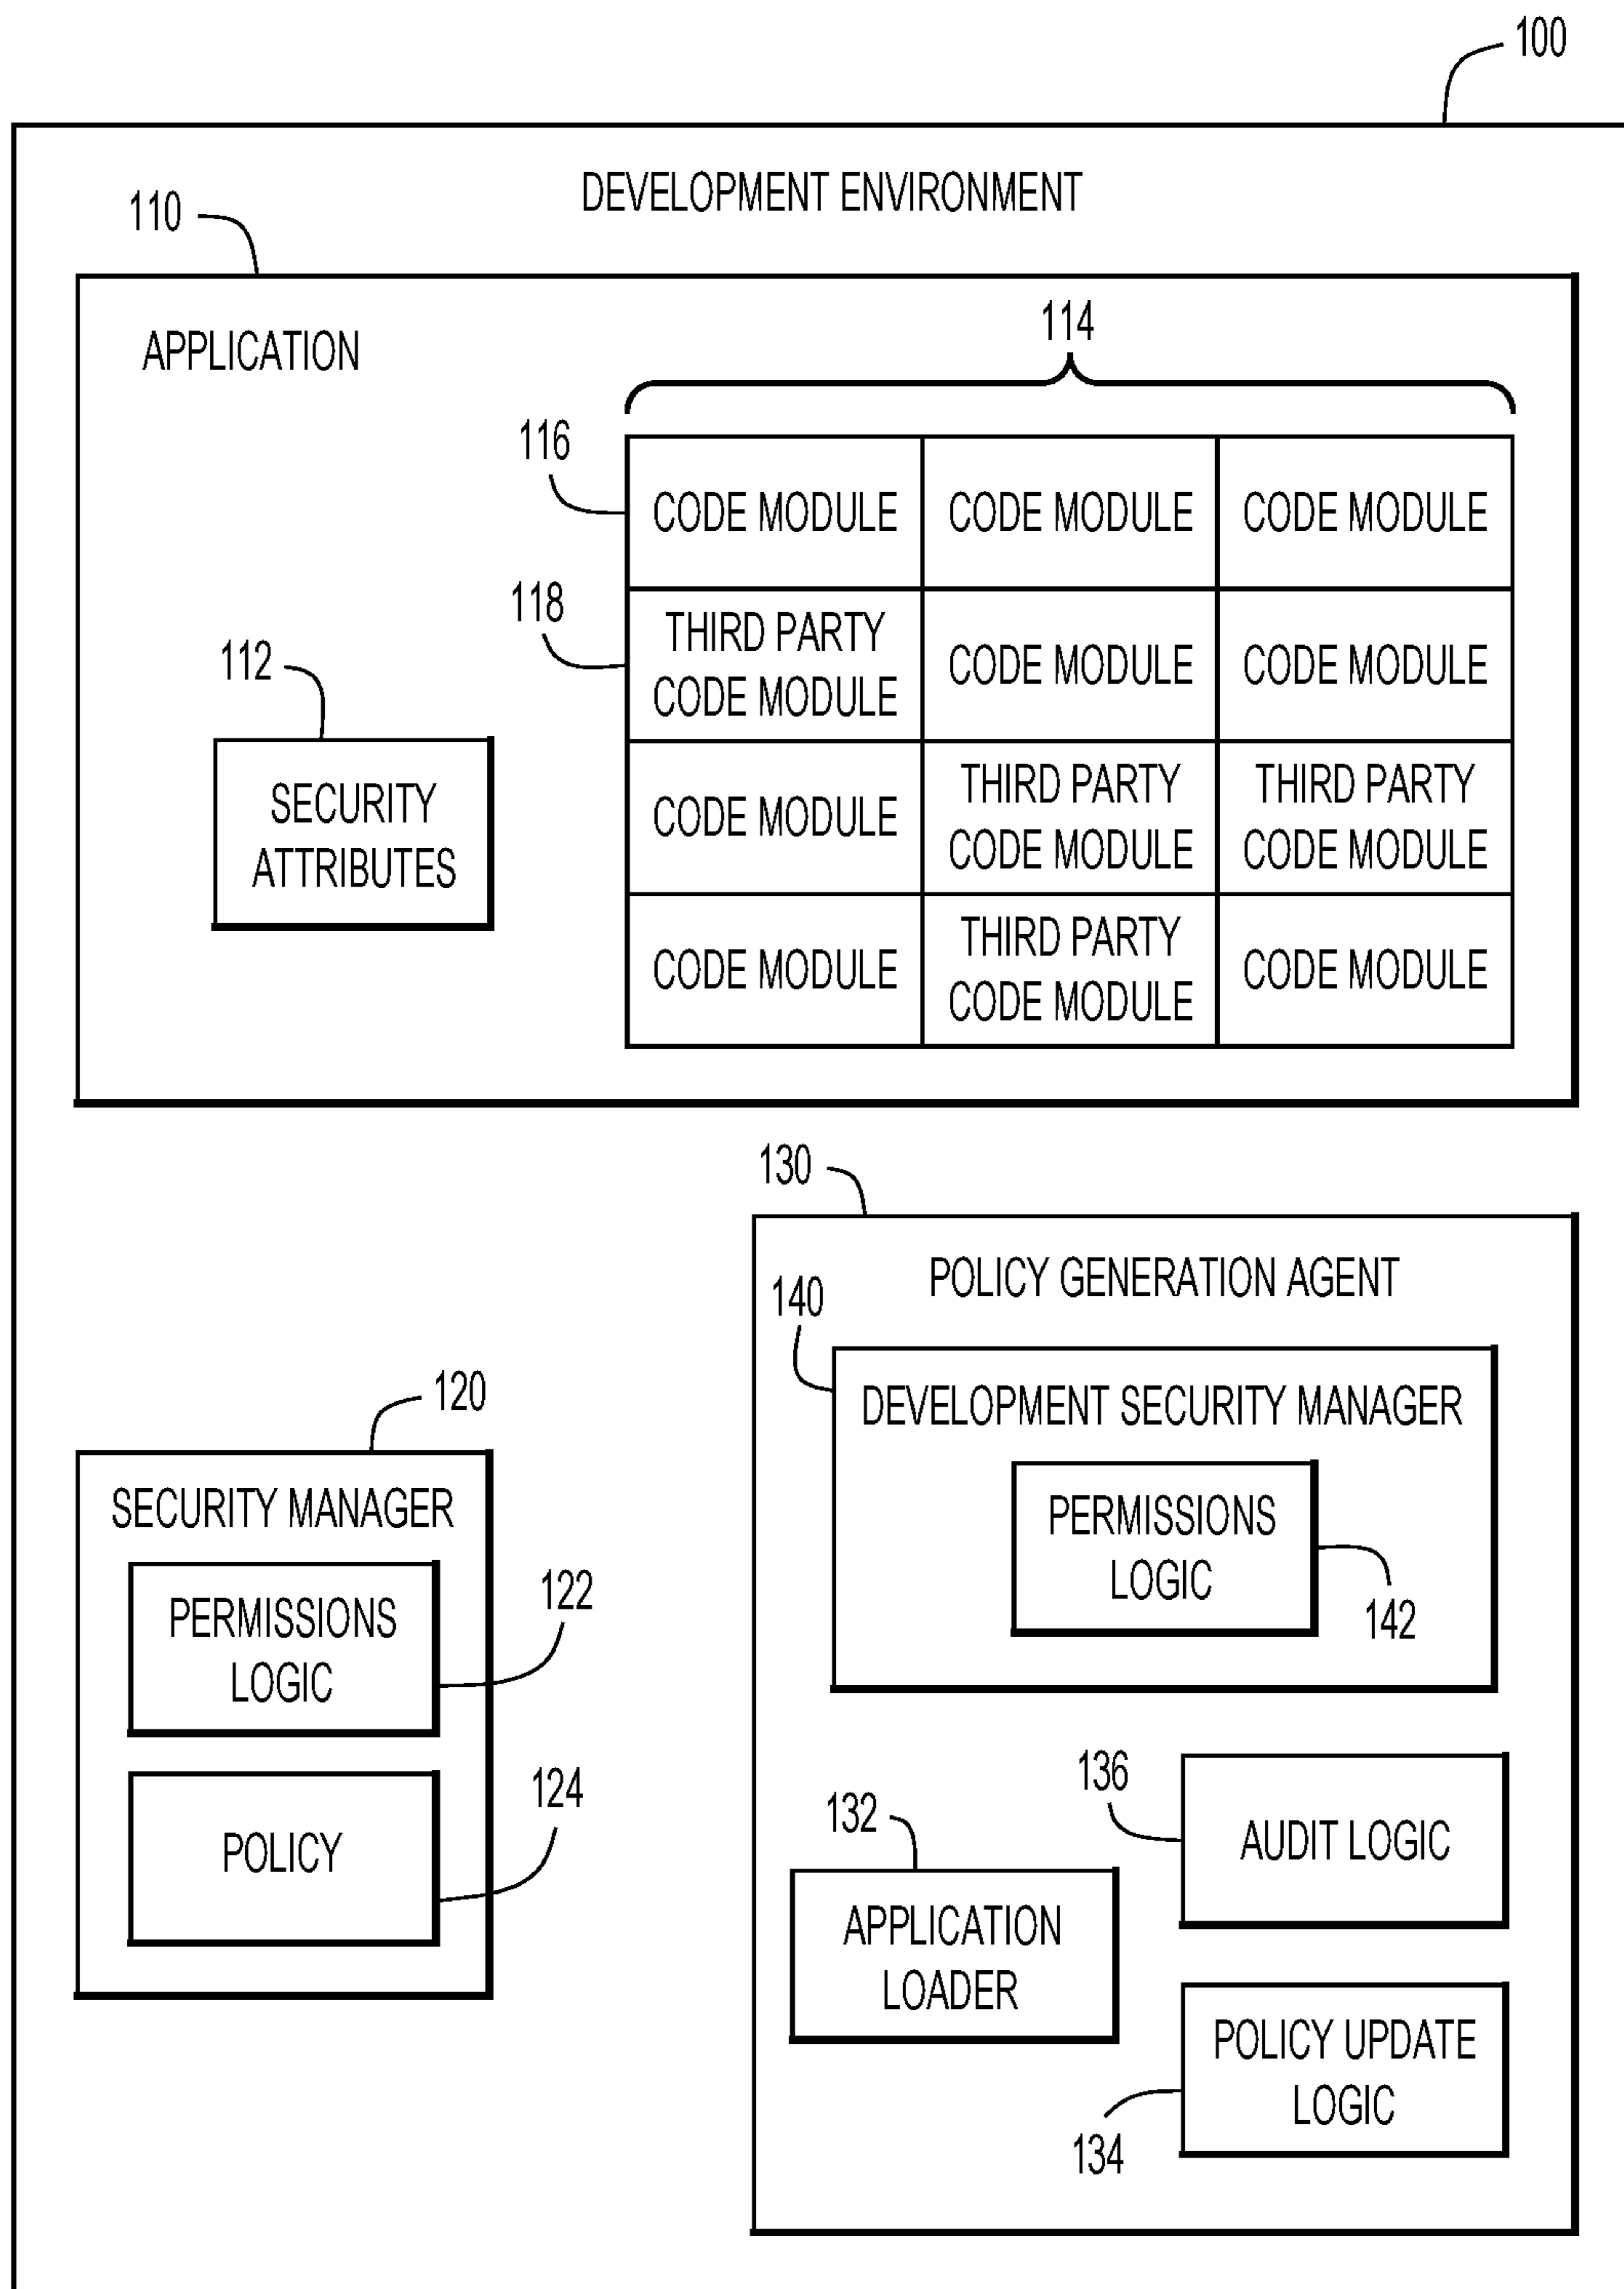 100
DEVELOPMENT ENVIRONMENT
110
APPLICATION
114
116
CODE MODULE
CODE MODULE
CODE MODULE
118
THIRD PARTY
CODE MODULE
CODE MODULE
CODE MODULE
112
SECURITY
ATTRIBUTES
CODE MODULE
THIRD PARTY
CODE MODULE
THIRD PARTY
CODE MODULE
CODE MODULE
THIRD PARTY
CODE MODULE
CODE MODULE
120
SECURITY MANAGER
PERMISSIONS
LOGIC
122
POLICY
124
130
POLICY GENERATION AGENT
140
DEVELOPMENT SECURITY MANAGER
PERMISSIONS
LOGIC
142
132
APPLICATION
LOADER
136
AUDIT LOGIC
POLICY UPDATE
LOGIC
134